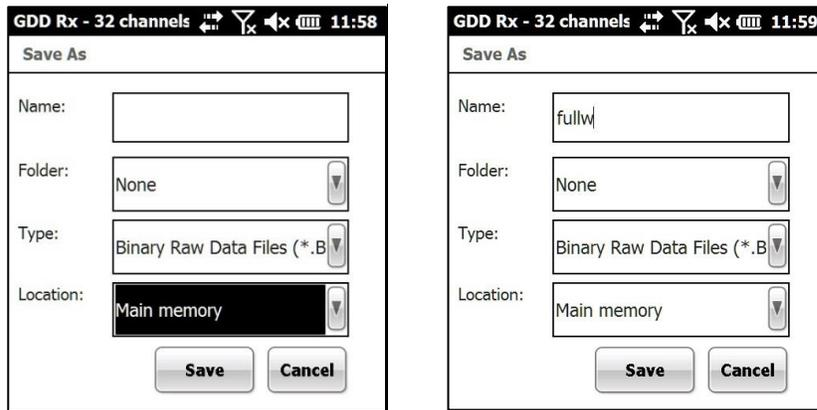 GDD Rx - 32 channels 11:58
Save As
Name:
Folder: None
Type: Binary Raw Data Files (*.B
Location: Main memory
Save Cancel
GDD Rx - 32 channels 11:59
Save As
Name: fullw
Folder: None
Type: Binary Raw Data Files (*.B
Location: Main memory
Save Cancel